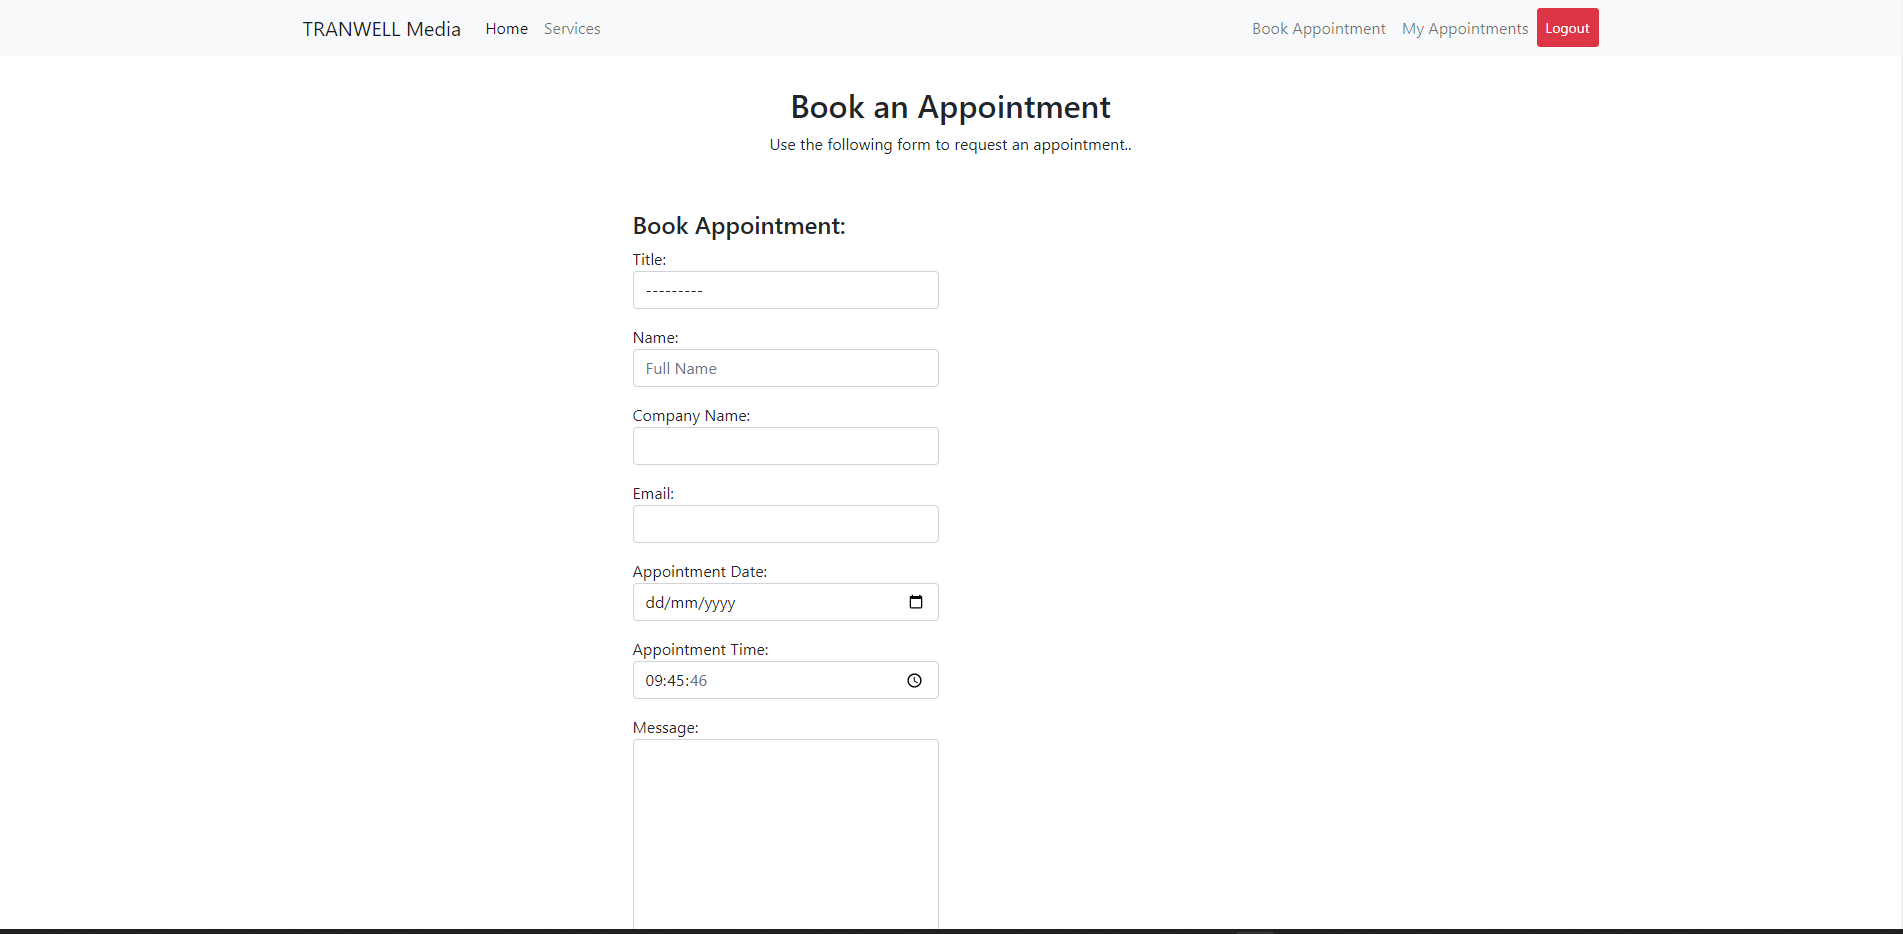 TRANWELL Media Home Services Book Appointment My Appointments Logout
Book an Appointment
Use the following form to request an appointment..
Book Appointment:
Title:
---------
Name:
Full Name
Company Name:
Email:
Appointment Date:
dd/mm/yyyy
Appointment Time:
09:45:46
Message: